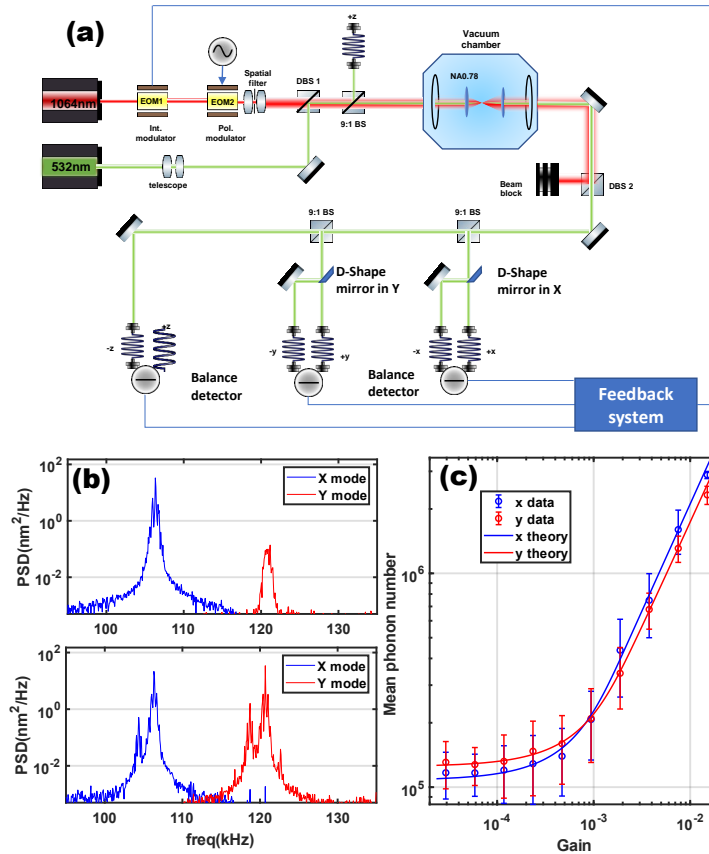 (a)
+z
1064nm
EOM1
EOM2
Spatial
filter
DBS 1
9:1 BS
Vacuum
chamber
NA0.78
Int.
modulator
Pol.
modulator
532nm
telescope
Beam
block
DBS 2
9:1 BS
9:1 BS
D-Shape
mirror in Y
D-Shape
mirror in X
-z
+z
-y
+y
-x
+x
Balance
detector
Balance
detector
Feedback
system
(b)
PSD(nm²/Hz)
10²
10⁰
10⁻²
X mode
Y mode
100
110
120
130
PSD(nm²/Hz)
10²
10⁰
10⁻²
X mode
Y mode
100
110
120
130
freq(kHz)
(c)
x data
y data
x theory
y theory
Mean phonon number
10⁶
10⁵
10⁻⁴
10⁻³
10⁻²
Gain